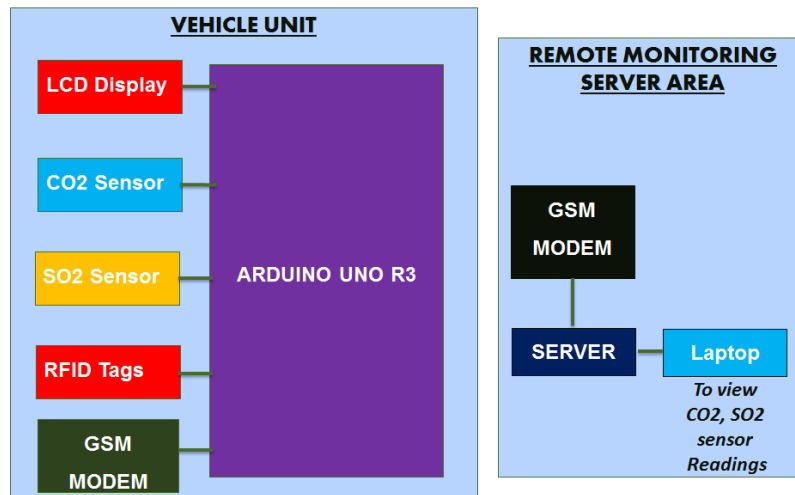 VEHICLE UNIT
LCD Display
CO2 Sensor
SO2 Sensor
RFID Tags
GSM
MODEM
ARDUINO UNO R3
REMOTE MONITORING
SERVER AREA
GSM
MODEM
SERVER
Laptop
To view
CO2, SO2
sensor
Readings